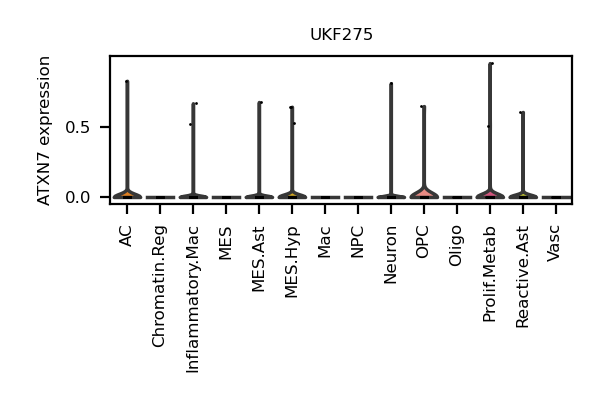 UKF275
ATXN7 expression
0.5
0.0
AC
Chromatin.Reg
Inflammatory.Mac
MES
MES.Ast
MES.Hyp
Mac
NPC
Neuron
OPC
Oligo
Prolif.Metab
Reactive.Ast
Vasc